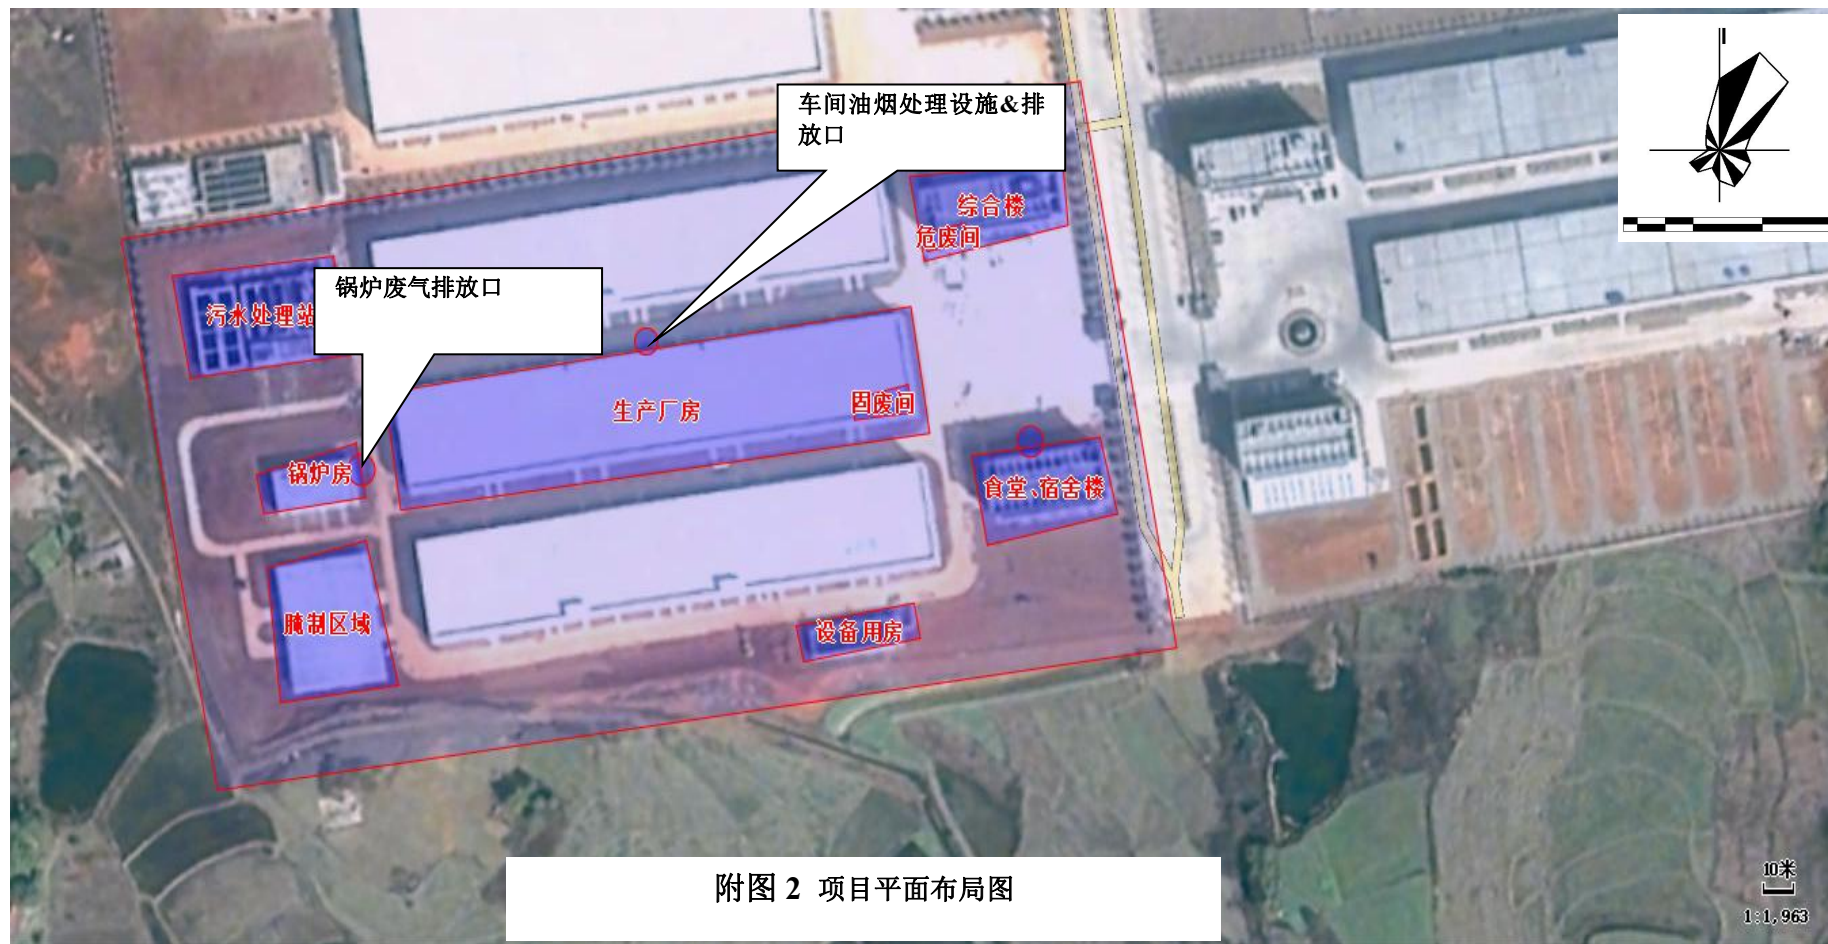 车间油烟处理设施&排
放口
综合楼
危废间
锅炉废气排放口
污水处理站
生产厂房
固废间
锅炉房
食堂、宿舍楼
腌制区域
设备用房
10米
1:1,963
附图 2 项目平面布局图